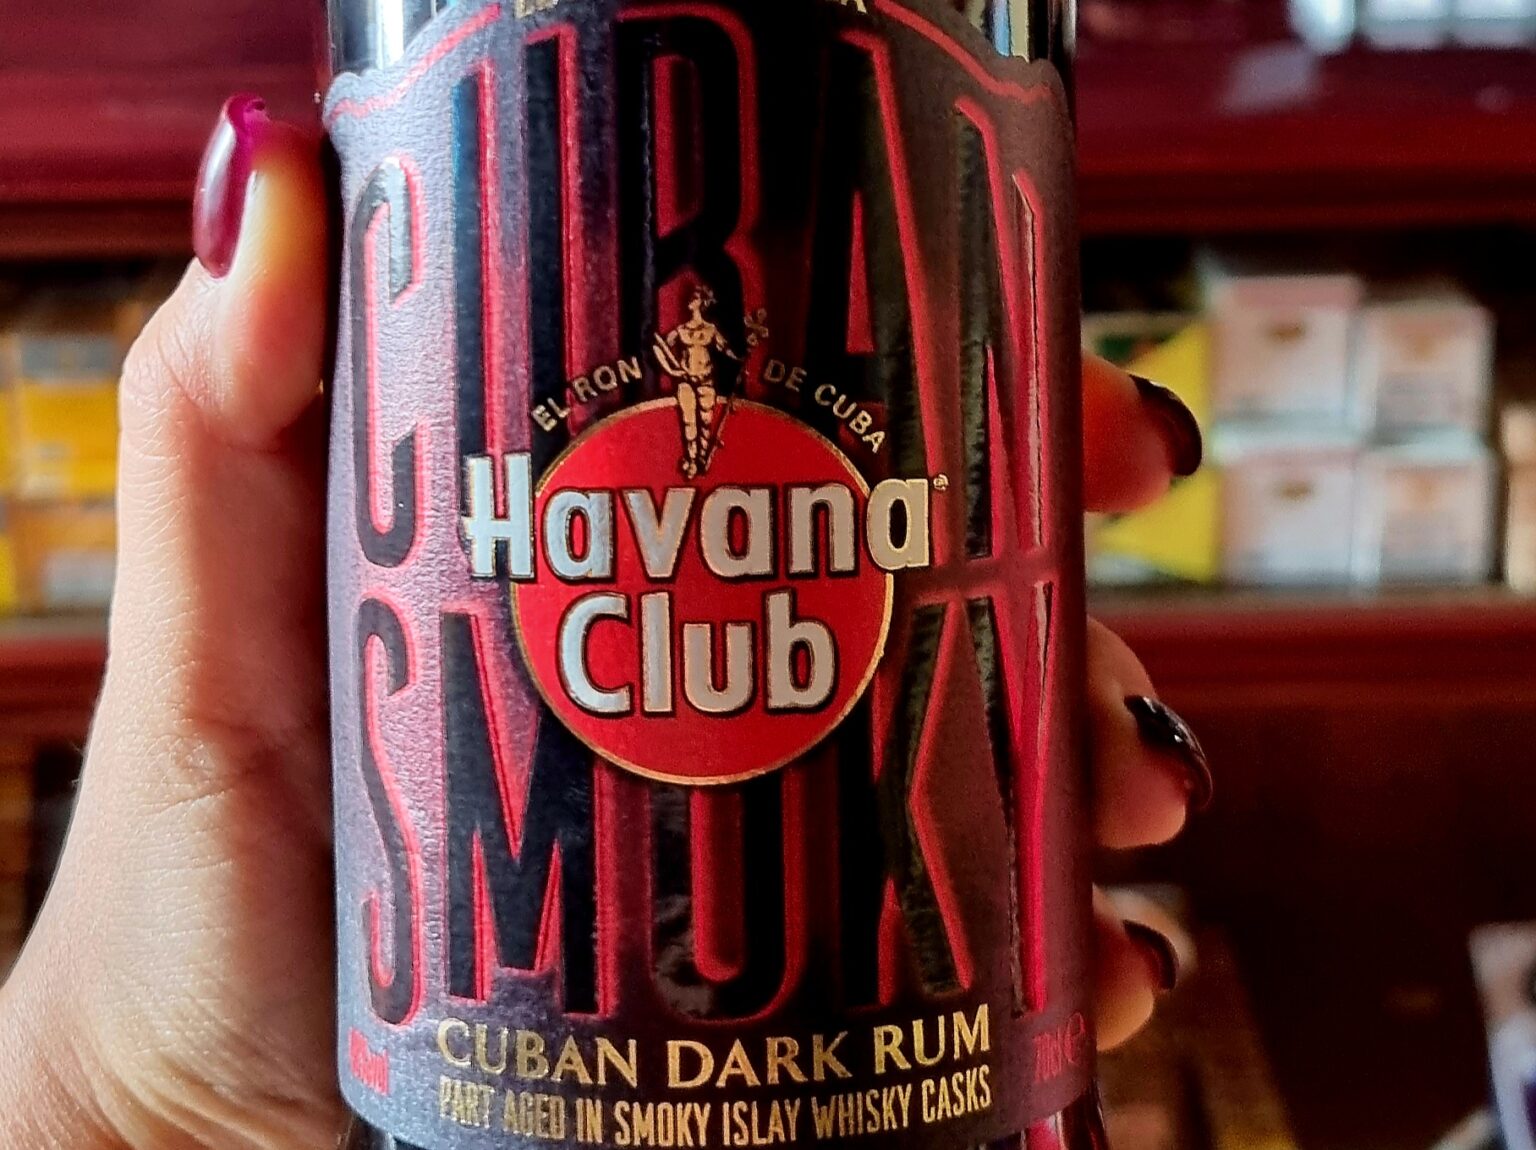 CUBAN
EL RON DE CUBA
Havana
Club
SMOKY
CUBAN DARK RUM
PART AGED IN SMOKY ISLAY WHISKY CASKS